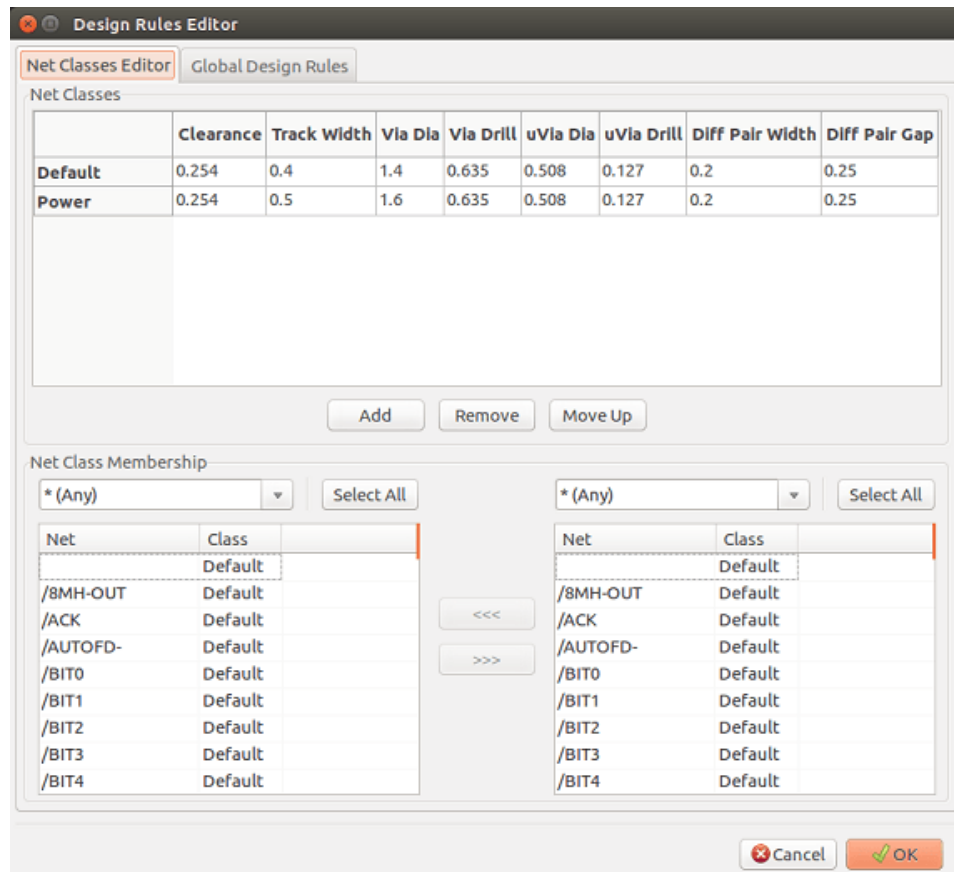 Design Rules Editor
Net Classes Editor Global Design Rules
Net Classes
Clearance Track Width Via Dia Via Drill uVia Dia uVia Drill Diff Pair Width Diff Pair Gap
Default 0.254 0.4 1.4 0.635 0.508 0.127 0.2 0.25
Power 0.254 0.5 1.6 0.635 0.508 0.127 0.2 0.25
Add Remove Move Up
Net Class Membership
* (Any) Select All * (Any) Select All
Net Class Net Class
Default Default
/8MH-OUT Default /8MH-OUT Default
/ACK Default <<< /ACK Default
/AUTOFD- Default /AUTOFD- Default
/BIT0 Default >>> /BIT0 Default
/BIT1 Default /BIT1 Default
/BIT2 Default /BIT2 Default
/BIT3 Default /BIT3 Default
/BIT4 Default /BIT4 Default
Cancel OK